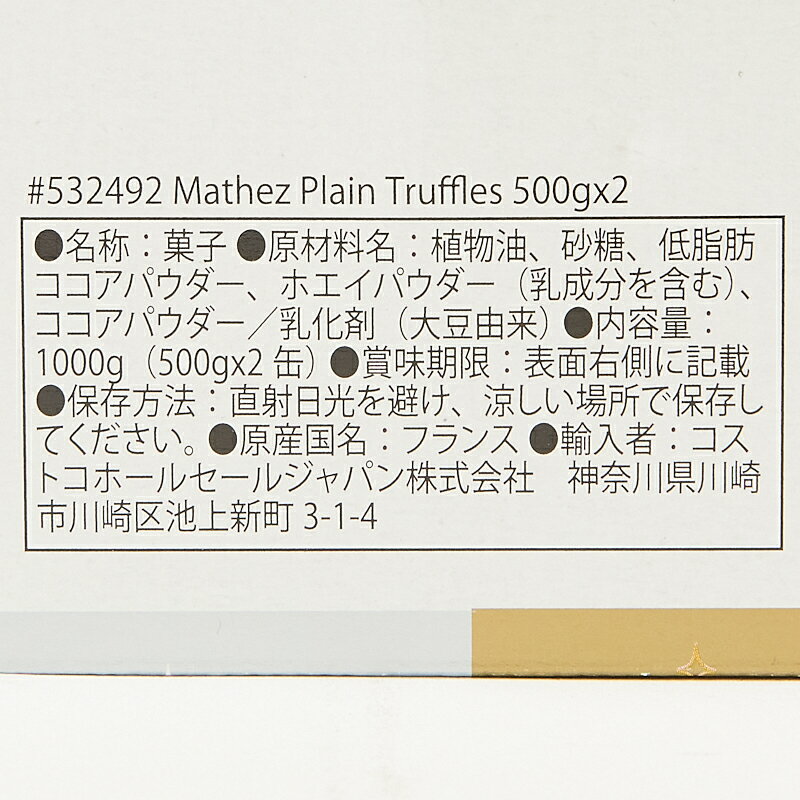 #532492 Mathez Plain Truffles 500gx2
●名称：菓子 ●原材料名：植物油、砂糖、低脂肪
ココアパウダー、ホエイパウダー（乳成分を含む）、
ココアパウダー／乳化剤（大豆由来）●内容量：
1000g（500gx2 缶）●賞味期限：表面右側に記載
●保存方法：直射日光を避け、涼しい場所で保存し
てください。●原産国名：フランス ●輸入者：コス
トコホールセールジャパン株式会社　神奈川県川崎
市川崎区池上新町 3-1-4